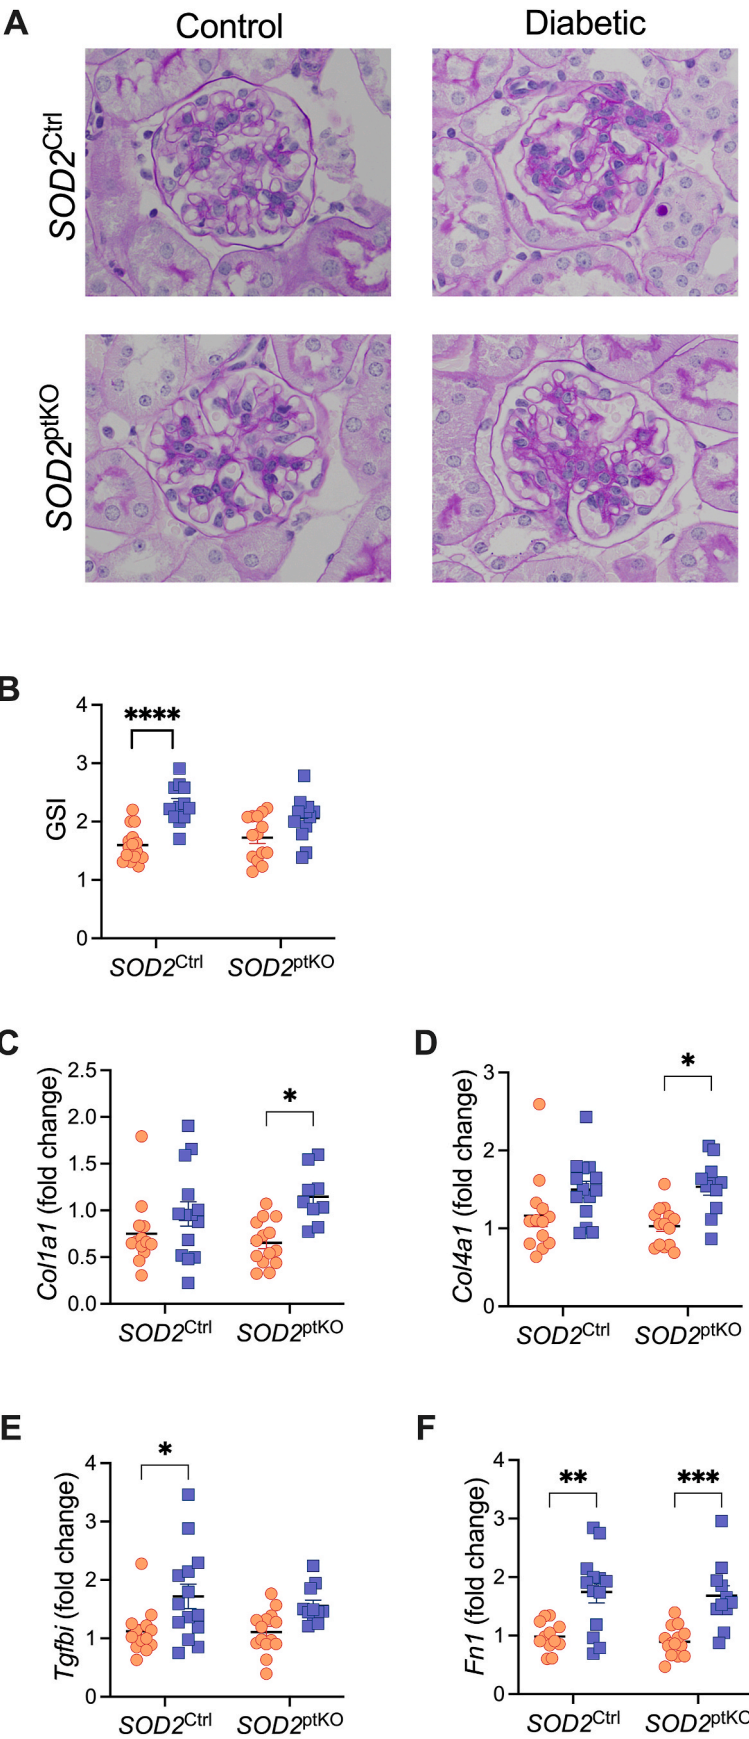 A
Control
Diabetic
SOD2Ctrl
SOD2ptKO
B
****
GSI
4
3
2
1
0
SOD2Ctrl
SOD2ptKO
C
*
Col1a1 (fold change)
2.5
2.0
1.5
1.0
0.5
0.0
SOD2Ctrl
SOD2ptKO
D
*
Col4a1 (fold change)
3
2
1
0
SOD2Ctrl
SOD2ptKO
E
*
Tgfbi (fold change)
4
3
2
1
0
SOD2Ctrl
SOD2ptKO
F
**
***
Fn1 (fold change)
4
3
2
1
0
SOD2Ctrl
SOD2ptKO